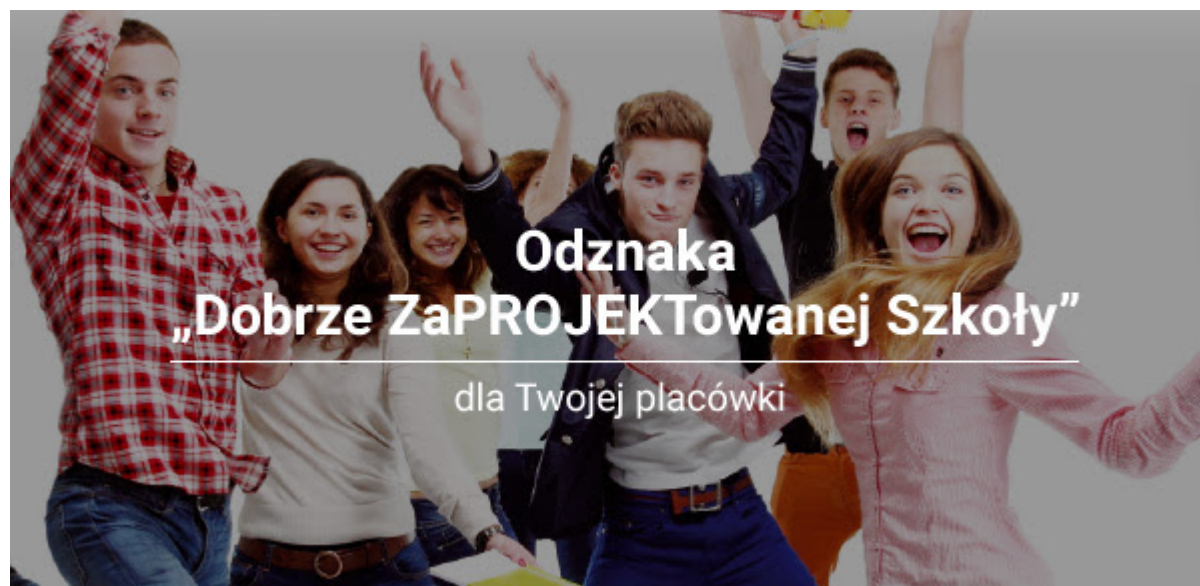 Odznaka
„Dobrze ZaPROJEKTowanej Szkoły”
dla Twojej placówki